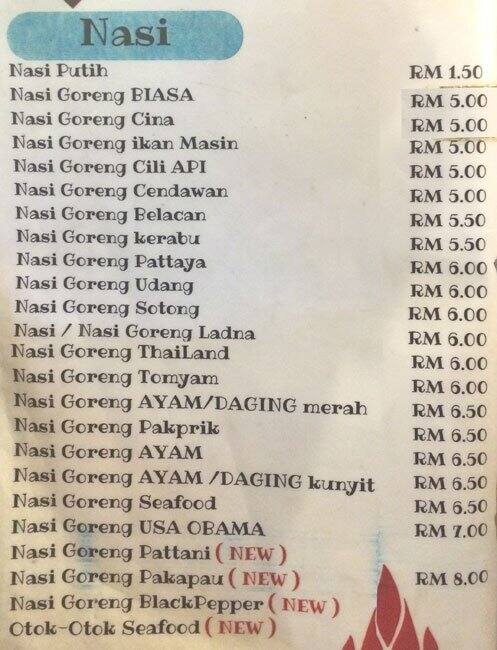 Nasi
Nasi Putih RM 1.50
Nasi Goreng BIASA RM 5.00
Nasi Goreng Cina RM 5.00
Nasi Goreng ikan Masin RM 5.00
Nasi Goreng Cili API RM 5.00
Nasi Goreng Cendawan RM 5.00
Nasi Goreng Belacan RM 5.50
Nasi Goreng kerabu RM 5.50
Nasi Goreng Pattaya RM 6.00
Nasi Goreng Udang RM 6.00
Nasi Goreng Sotong RM 6.00
Nasi / Nasi Goreng Ladna RM 6.00
Nasi Goreng ThaiLand RM 6.00
Nasi Goreng Tomyam RM 6.00
Nasi Goreng AYAM/DAGING merah RM 6.50
Nasi Goreng Pakprik RM 6.50
Nasi Goreng AYAM RM 6.50
Nasi Goreng AYAM /DAGING kunyit RM 6.50
Nasi Goreng Seafood RM 6.50
Nasi Goreng USA OBAMA RM 7.00
Nasi Goreng Pattani ( NEW )
Nasi Goreng Pakapau ( NEW ) RM 8.00
Nasi Goreng BlackPepper ( NEW )
Otok-Otok Seafood ( NEW )